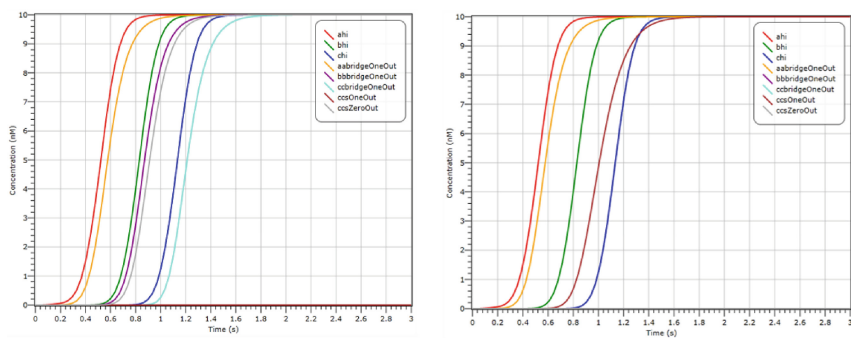 10
9
8
7
6
5
4
3
2
1
0
Concentration (nM)
0 0.2 0.4 0.6 0.8 1 1.2 1.4 1.6 1.8 2 2.2 2.4 2.6 2.8 3
Time (s)
ahi
bhi
chi
aabridgeOneOut
bbbridgeOneOut
ccbridgeOneOut
ccsOneOut
ccsZeroOut
10
9
8
7
6
5
4
3
2
1
0
Concentration (nM)
0 0.2 0.4 0.6 0.8 1 1.2 1.4 1.6 1.8 2 2.2 2.4 2.6 2.8 3
Time (s)
ahi
bhi
chi
aabridgeOneOut
bbbridgeOneOut
ccbridgeOneOut
ccsOneOut
ccsZeroOut